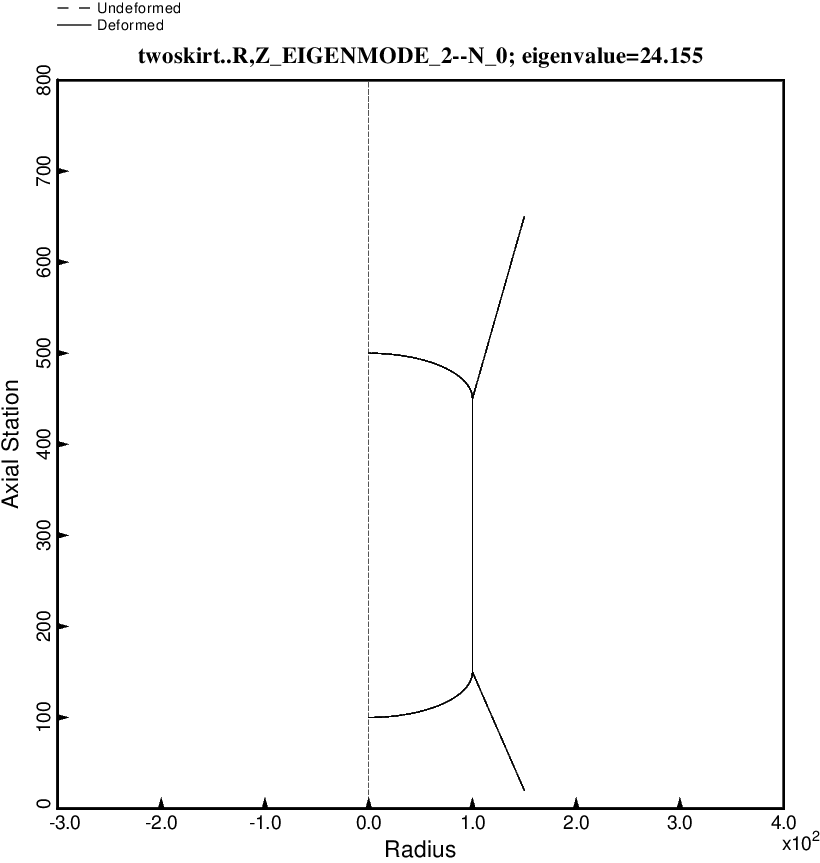 Undeformed
Deformed
twoskirt..R,Z_EIGENMODE_2--N_0; eigenvalue=24.155
800
700
600
500
400
300
200
100
0
Axial Station
-3.0 -2.0 -1.0 0.0 1.0 2.0 3.0 4.0
Radius
x10²